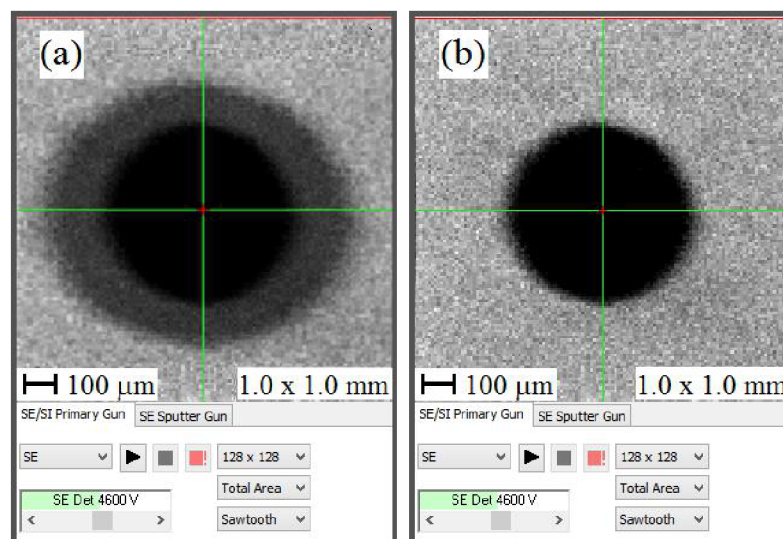 (a)
100 μm
1.0 x 1.0 mm
SE/SI Primary Gun
SE Sputter Gun
SE
128 x 128
Total Area
SE Det 4600 V
Sawtooth
(b)
100 μm
1.0 x 1.0 mm
SE/SI Primary Gun
SE Sputter Gun
SE
128 x 128
Total Area
SE Det 4600 V
Sawtooth